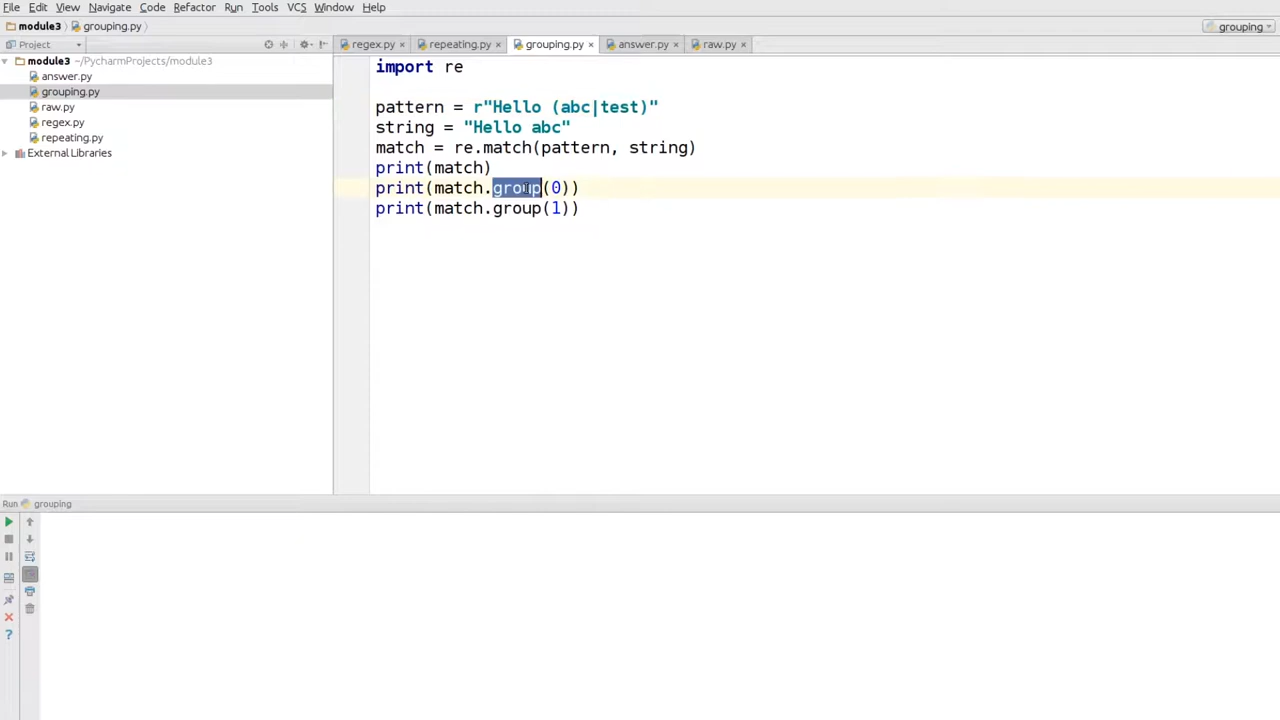 File Edit View Navigate Code Refactor Run Tools VCS Window Help
module3 grouping.py grouping
Project regex.py repeating.py grouping.py answer.py raw.py
module3 ~/PycharmProjects/module3
answer.py
grouping.py
raw.py
regex.py
repeating.py
External Libraries
import re
pattern = r"Hello (abc|test)"
string = "Hello abc"
match = re.match(pattern, string)
print(match)
print(match.group(0))
print(match.group(1))
Run grouping